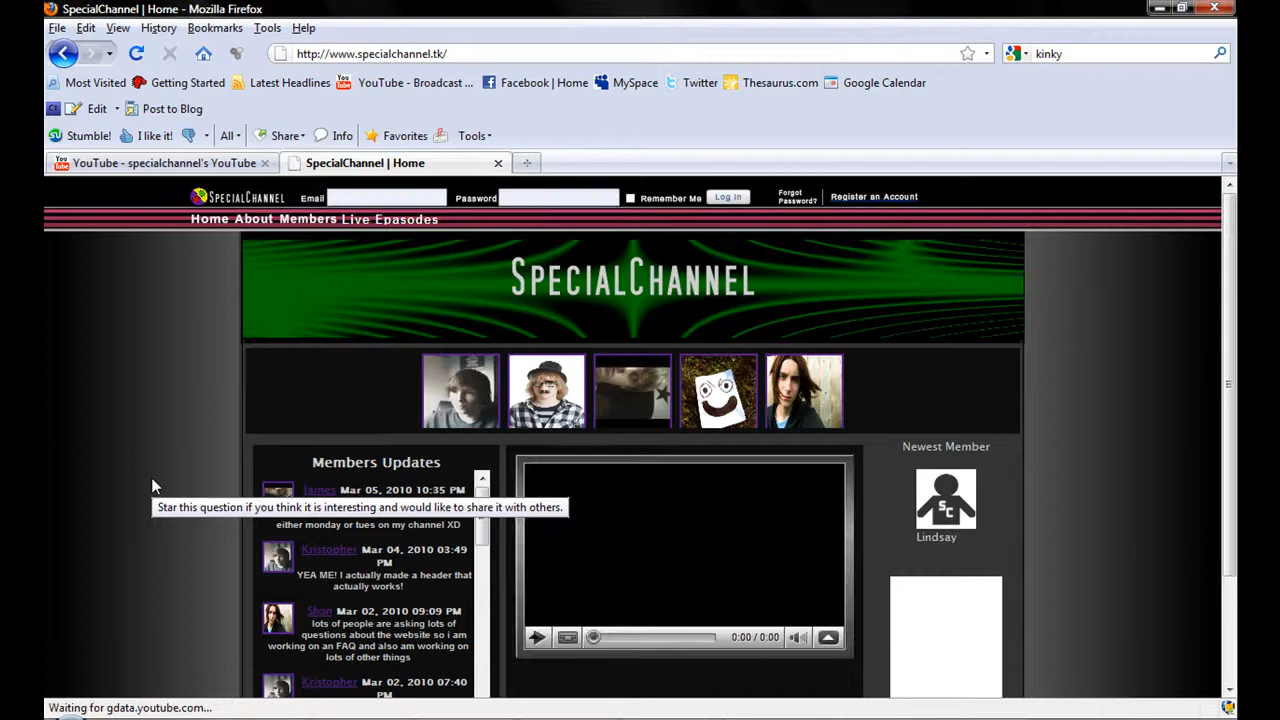 SpecialChannel | Home - Mozilla Firefox
File Edit View History Bookmarks Tools Help
http://www.specialchannel.tk/ kinky
Most Visited Getting Started Latest Headlines YouTube - Broadcast ... Facebook | Home MySpace Twitter Thesaurus.com Google Calendar
Edit Post to Blog
Stumble! I like it! All Share Info Favorites Tools
YouTube - specialchannel's YouTube SpecialChannel | Home
SPECIALCHANNEL Email Password Remember Me Log In Forgot Password? Register an Account
Home About Members Live Epasodes
SPECIALCHANNEL
Members Updates
James Mar 05, 2010 10:35 PM
Star this question if you think it is interesting and would like to share it with others.
either monday or tues on my channel XD
Kristopher Mar 04, 2010 03:49
PM
YEA ME! I actually made a header that
actually works!
Shon Mar 02, 2010 09:09 PM
lots of people are asking lots of
questions about the website so i am
working on an FAQ and also am working on
lots of other things
Kristopher Mar 02, 2010 07:40
PM
0:00 / 0:00
Newest Member
SC
Lindsay
Waiting for gdata.youtube.com...